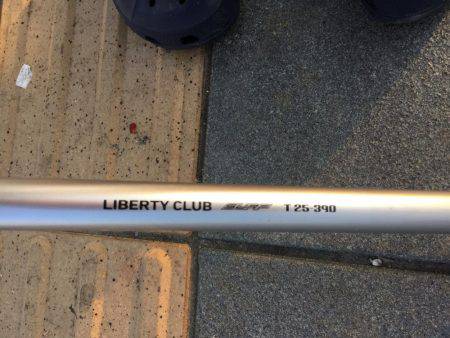 LIBERTY CLUB SURF T 25-390